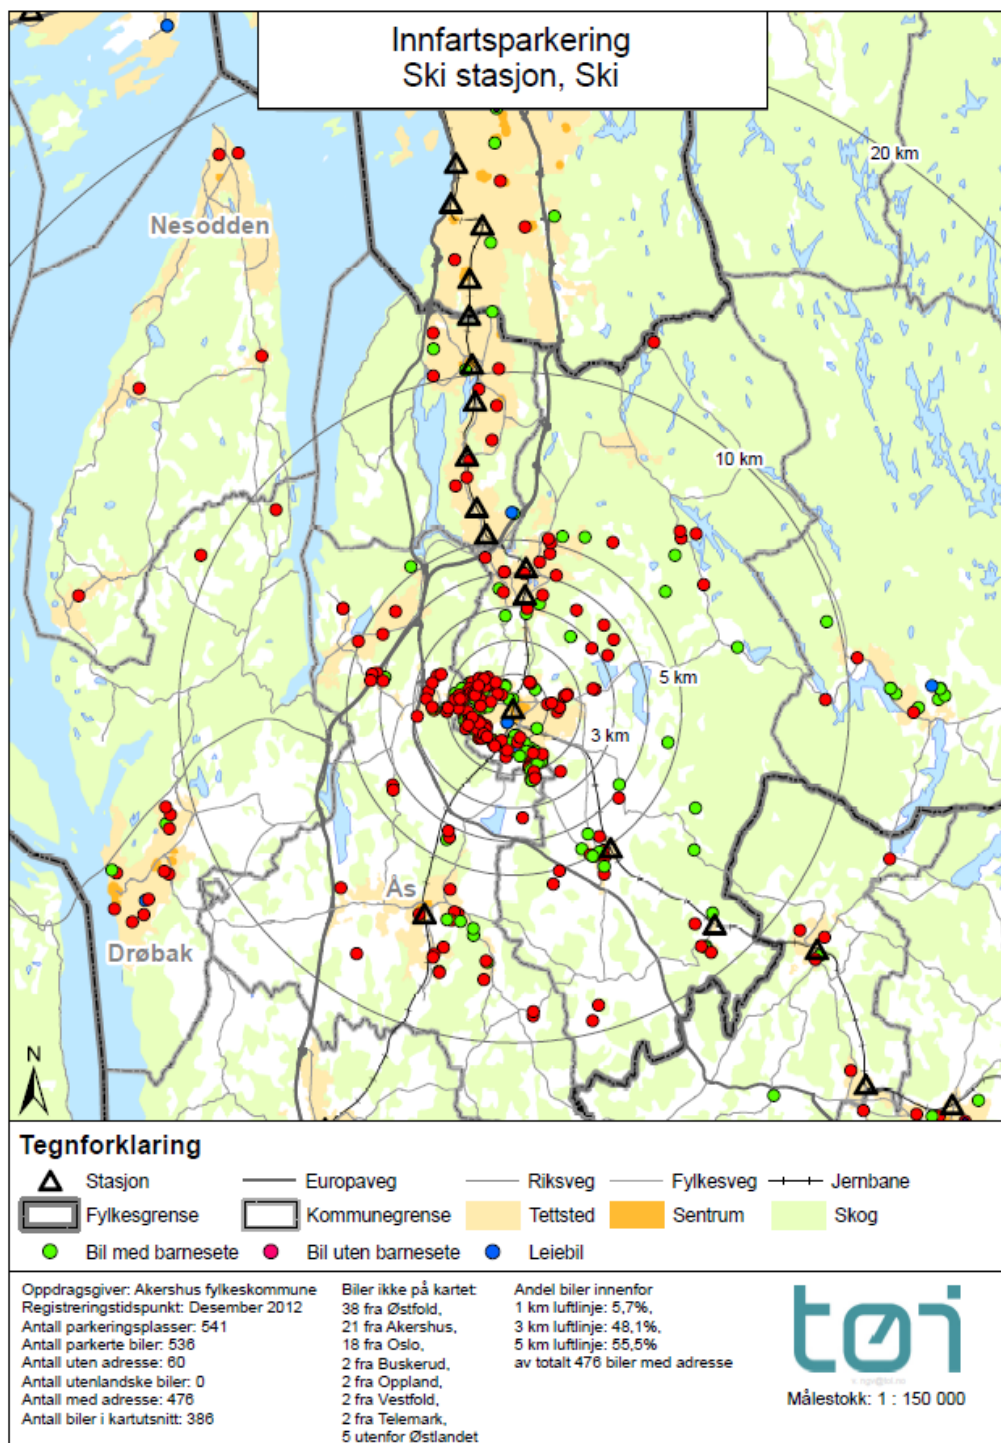 Innfartsparkering
Ski stasjon, Ski
20 km
Nesodden
10 km
5 km
3 km
Ås
Drøbak
N
Tegnforklaring
Stasjon Europaveg Riksveg Fylkesveg Jernbane
Fylkesgrense Kommunegrense Tettsted Sentrum Skog
Bil med barnesete Bil uten barnesete Leiebil
Oppdragsgiver: Akershus fylkeskommune
Registreringstidspunkt: Desember 2012
Antall parkeringsplasser: 541
Antall parkerte biler: 536
Antall uten adresse: 60
Antall utenlandske biler: 0
Antall med adresse: 476
Antall biler i kartutsnitt: 386
Biler ikke på kartet:
38 fra Østfold,
21 fra Akershus,
18 fra Oslo,
2 fra Buskerud,
2 fra Oppland,
2 fra Vestfold,
2 fra Telemark,
5 utenfor Østlandet
Andel biler innenfor
1 km luftlinje: 5,7%,
3 km luftlinje: 48,1%,
5 km luftlinje: 55,5%
av totalt 476 biler med adresse
tøi
Målestokk: 1 : 150 000